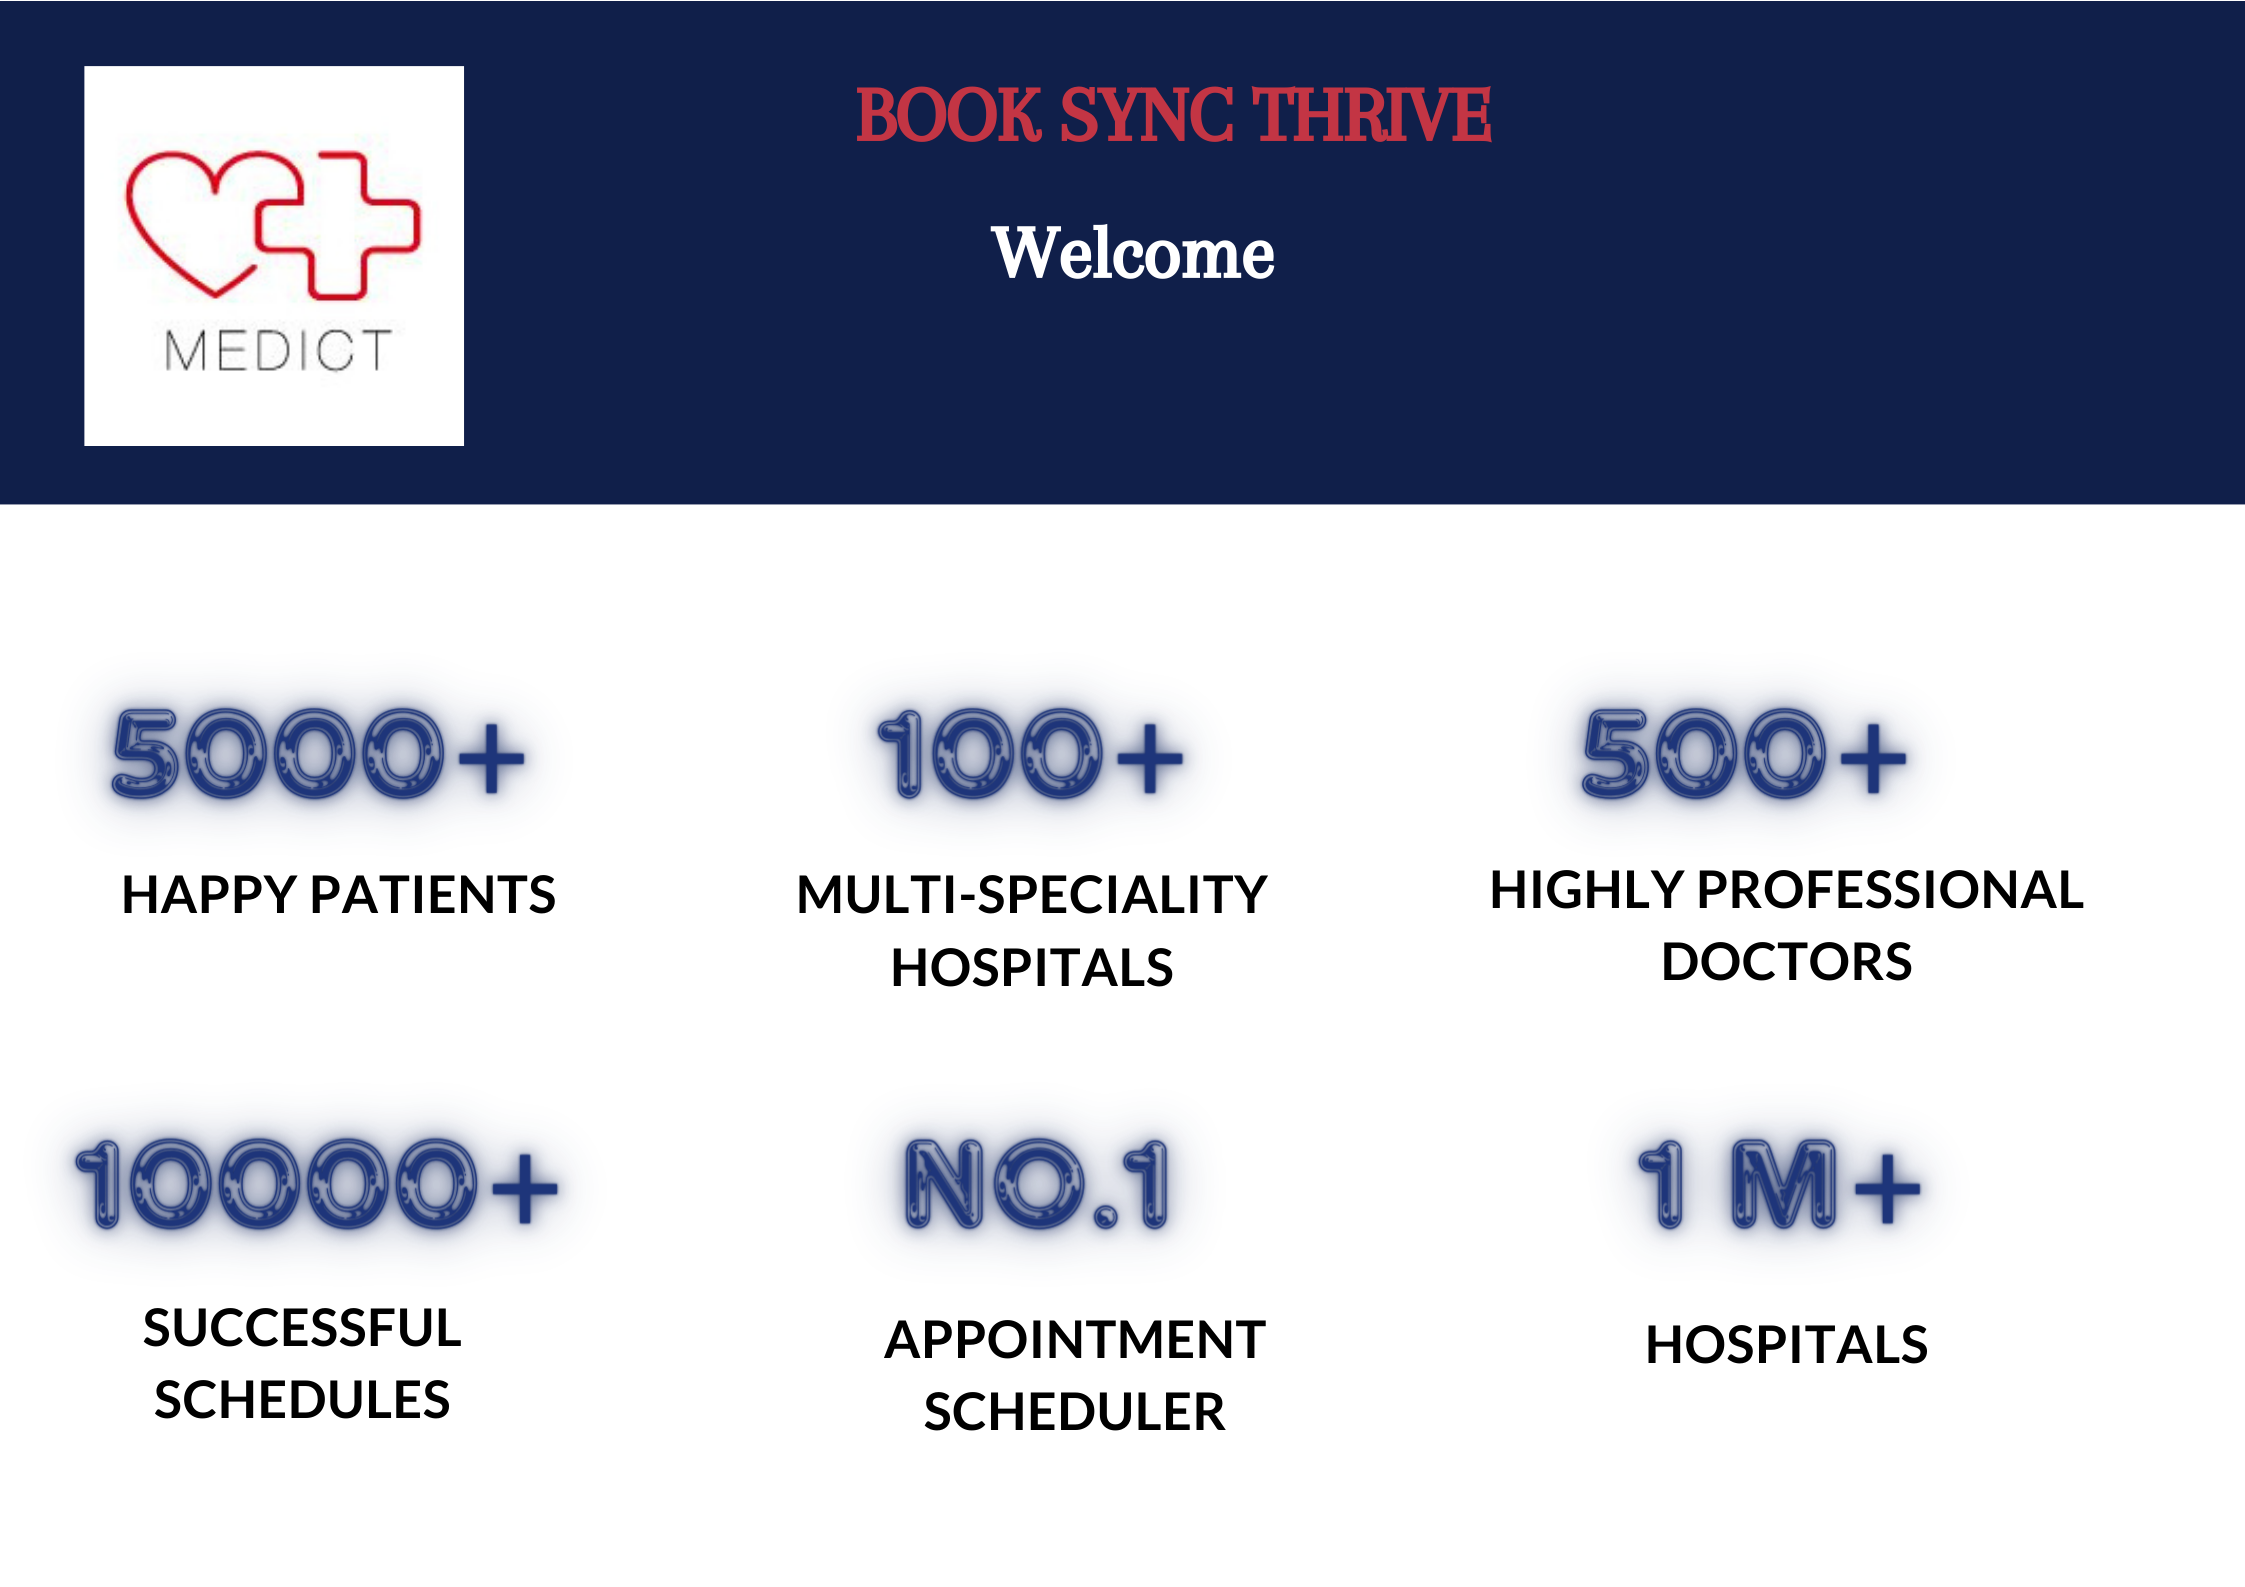 BOOK SYNC THRIVE
Welcome
MEDICT
5000+
HAPPY PATIENTS
100+
MULTI-SPECIALITY
HOSPITALS
500+
HIGHLY PROFESSIONAL
DOCTORS
10000+
SUCCESSFUL
SCHEDULES
NO.1
APPOINTMENT
SCHEDULER
1 M+
HOSPITALS